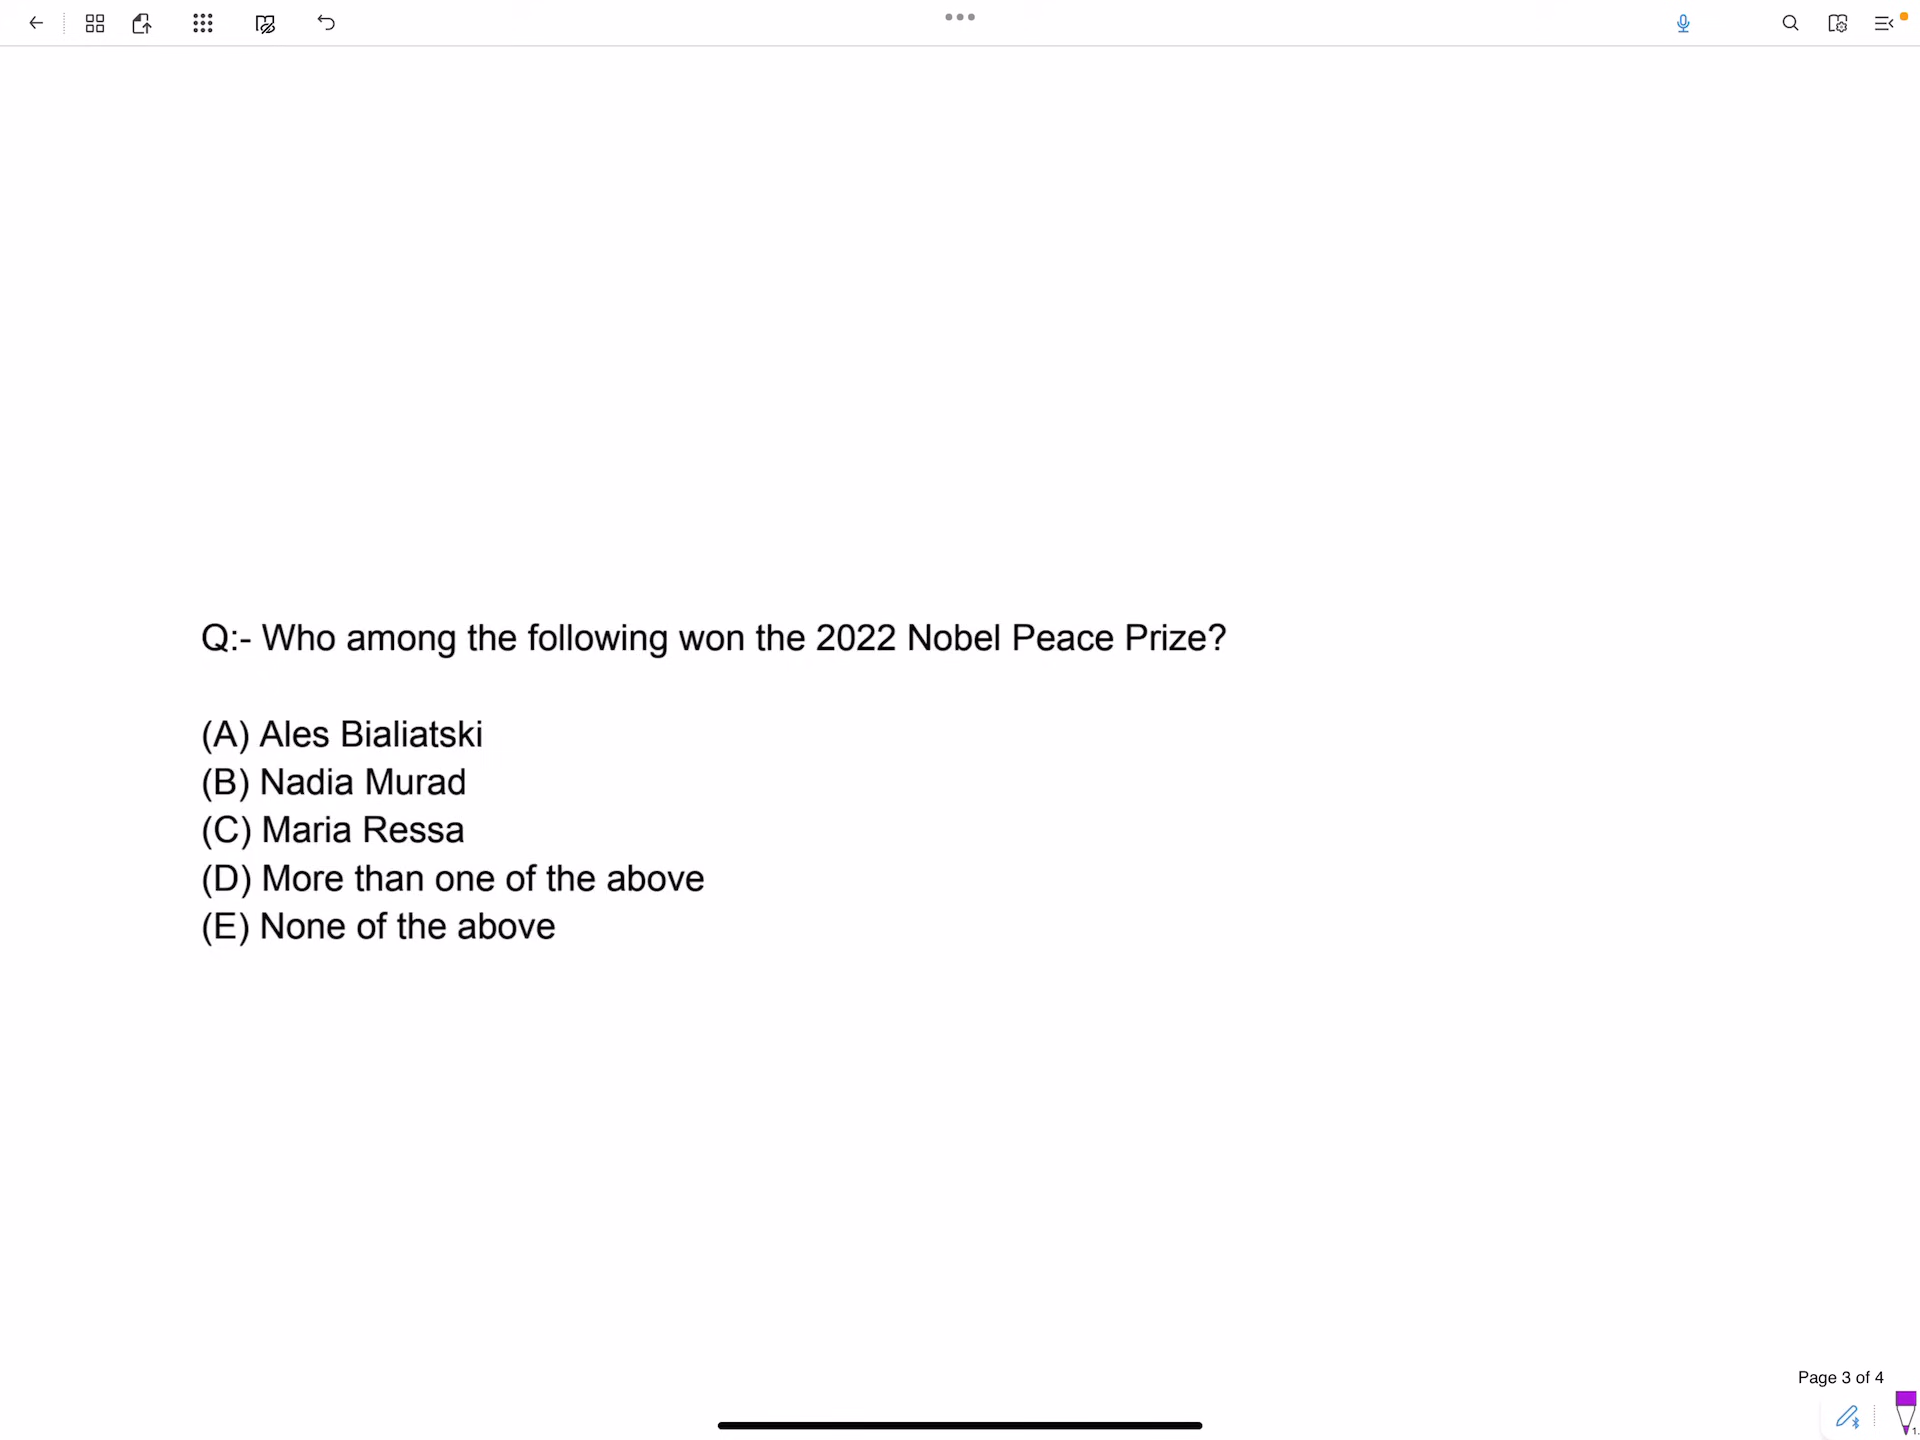 Q:- Who among the following won the 2022 Nobel Peace Prize?
(A) Ales Bialiatski
(B) Nadia Murad
(C) Maria Ressa
(D) More than one of the above
(E) None of the above
Page 3 of 4
1.